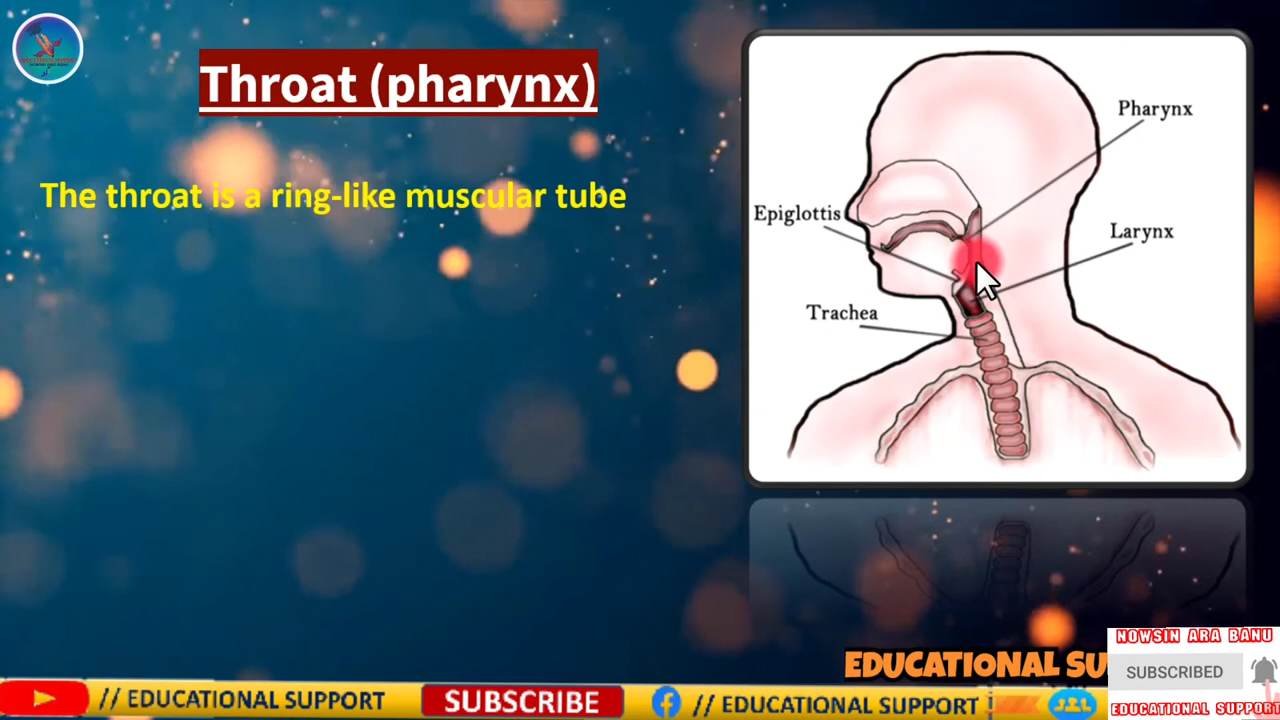 Throat (pharynx)
The throat is a ring-like muscular tube
Pharynx
Epiglottis
Larynx
Trachea
EDUCATIONAL SU
NOWSIN ARA BANU
SUBSCRIBED
EDUCATIONAL SUPPORT
// EDUCATIONAL SUPPORT
SUBSCRIBE
// EDUCATIONAL SUPPORT